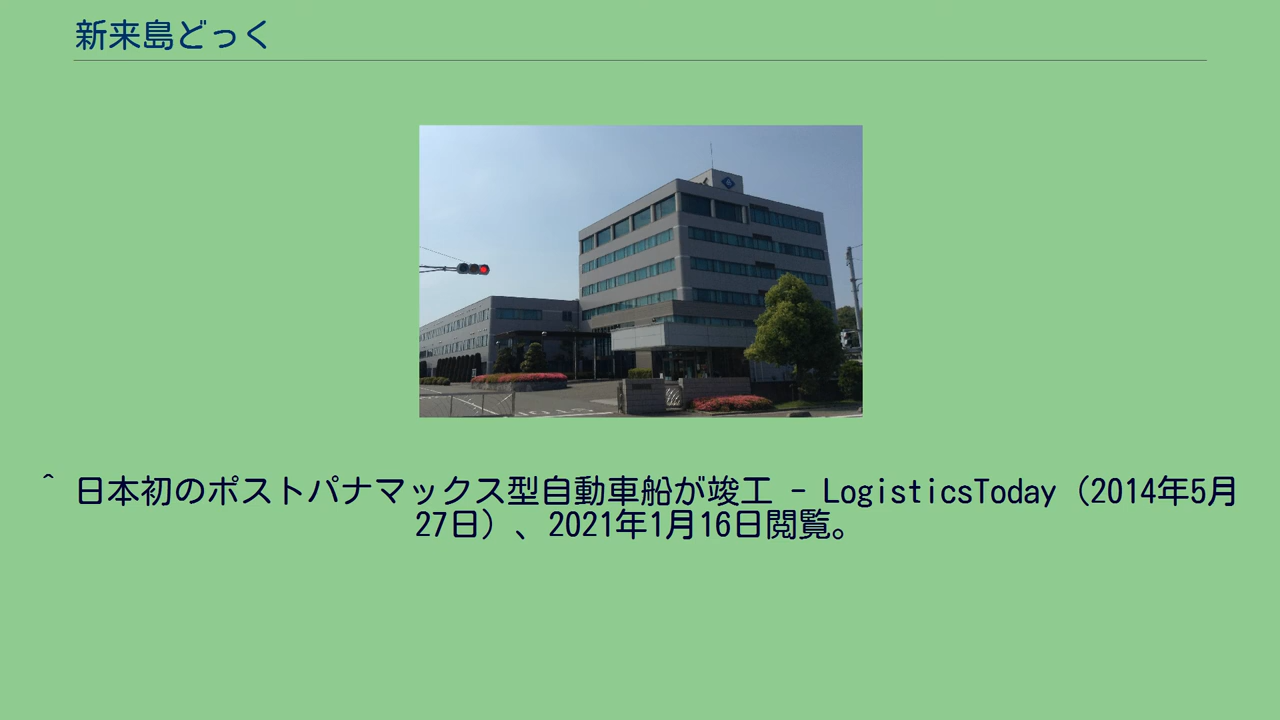 新来島どっく
^ 日本初のポストパナマックス型自動車船が竣工 - LogisticsToday（2014年5月
27日）、2021年1月16日閲覧。